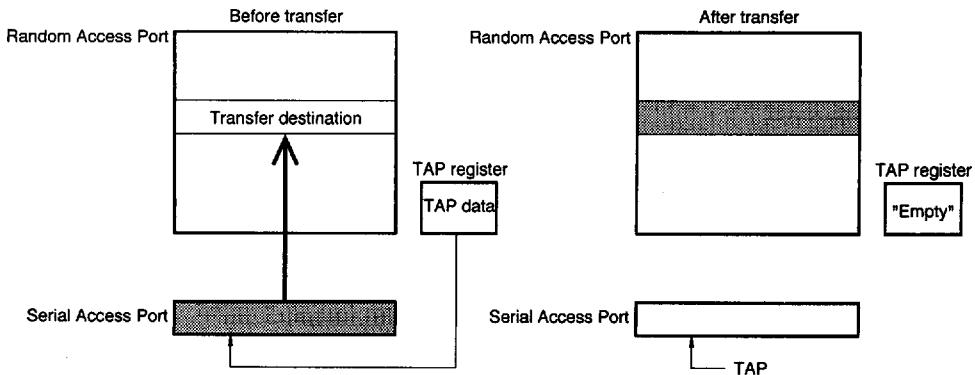 Before transfer
Random Access Port
Transfer destination
TAP register
TAP data
Serial Access Port
After transfer
Random Access Port
TAP register
"Empty"
Serial Access Port
TAP